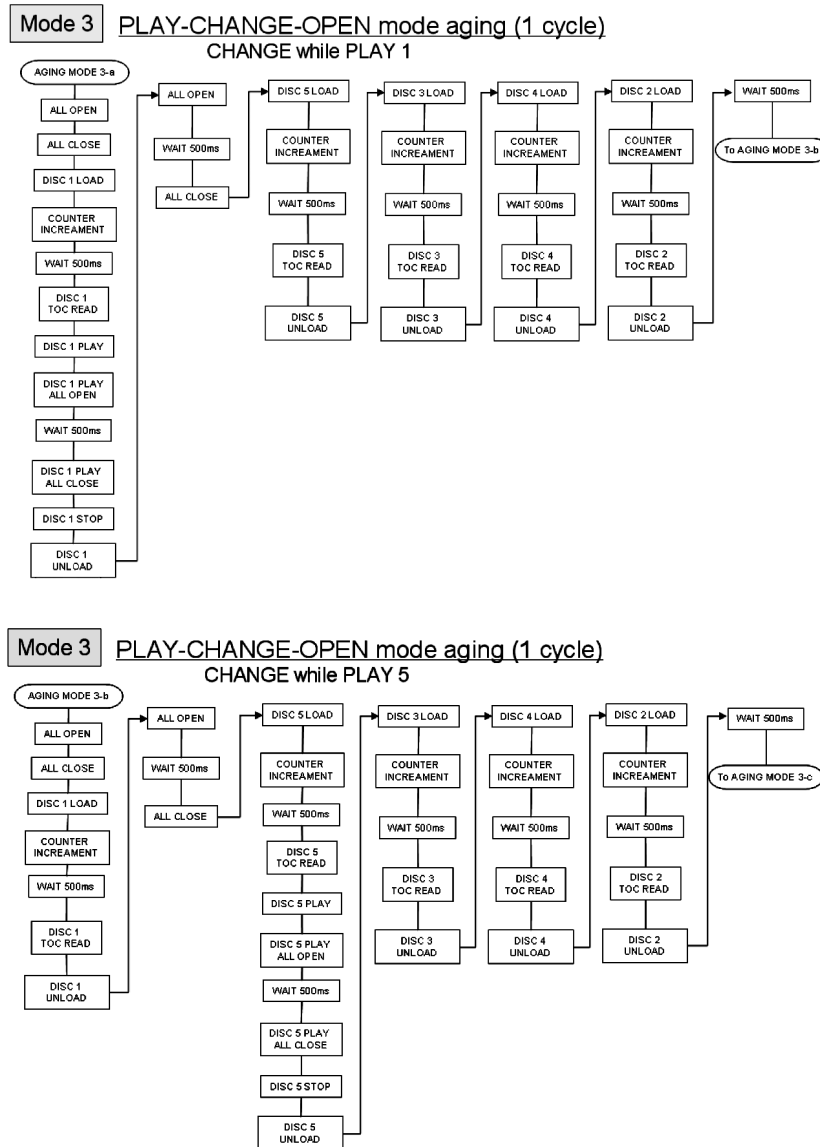 Mode 3 PLAY-CHANGE-OPEN mode aging (1 cycle)
CHANGE while PLAY 1
AGING MODE 3-a
ALL OPEN
ALL CLOSE
DISC 1 LOAD
COUNTER
INCREAMENT
WAIT 500ms
DISC 1
TOC READ
DISC 1 PLAY
DISC 1 PLAY
ALL OPEN
WAIT 500ms
DISC 1 PLAY
ALL CLOSE
DISC 1 STOP
DISC 1
UNLOAD
ALL OPEN
WAIT 500ms
ALL CLOSE
DISC 5 LOAD
COUNTER
INCREAMENT
WAIT 500ms
DISC 5
TOC READ
DISC 5
UNLOAD
DISC 3 LOAD
COUNTER
INCREAMENT
WAIT 500ms
DISC 3
TOC READ
DISC 3
UNLOAD
DISC 4 LOAD
COUNTER
INCREAMENT
WAIT 500ms
DISC 4
TOC READ
DISC 4
UNLOAD
DISC 2 LOAD
COUNTER
INCREAMENT
WAIT 500ms
DISC 2
TOC READ
DISC 2
UNLOAD
WAIT 500ms
To AGING MODE 3-b
Mode 3 PLAY-CHANGE-OPEN mode aging (1 cycle)
CHANGE while PLAY 5
AGING MODE 3-b
ALL OPEN
ALL CLOSE
DISC 1 LOAD
COUNTER
INCREAMENT
WAIT 500ms
DISC 1
TOC READ
DISC 1
UNLOAD
ALL OPEN
WAIT 500ms
ALL CLOSE
DISC 5 LOAD
COUNTER
INCREAMENT
WAIT 500ms
DISC 5
TOC READ
DISC 5 PLAY
DISC 5 PLAY
ALL OPEN
WAIT 500ms
DISC 5 PLAY
ALL CLOSE
DISC 5 STOP
DISC 5
UNLOAD
DISC 3 LOAD
COUNTER
INCREAMENT
WAIT 500ms
DISC 3
TOC READ
DISC 3
UNLOAD
DISC 4 LOAD
COUNTER
INCREAMENT
WAIT 500ms
DISC 4
TOC READ
DISC 4
UNLOAD
DISC 2 LOAD
COUNTER
INCREAMENT
WAIT 500ms
DISC 2
TOC READ
DISC 2
UNLOAD
WAIT 500ms
To AGING MODE 3-c